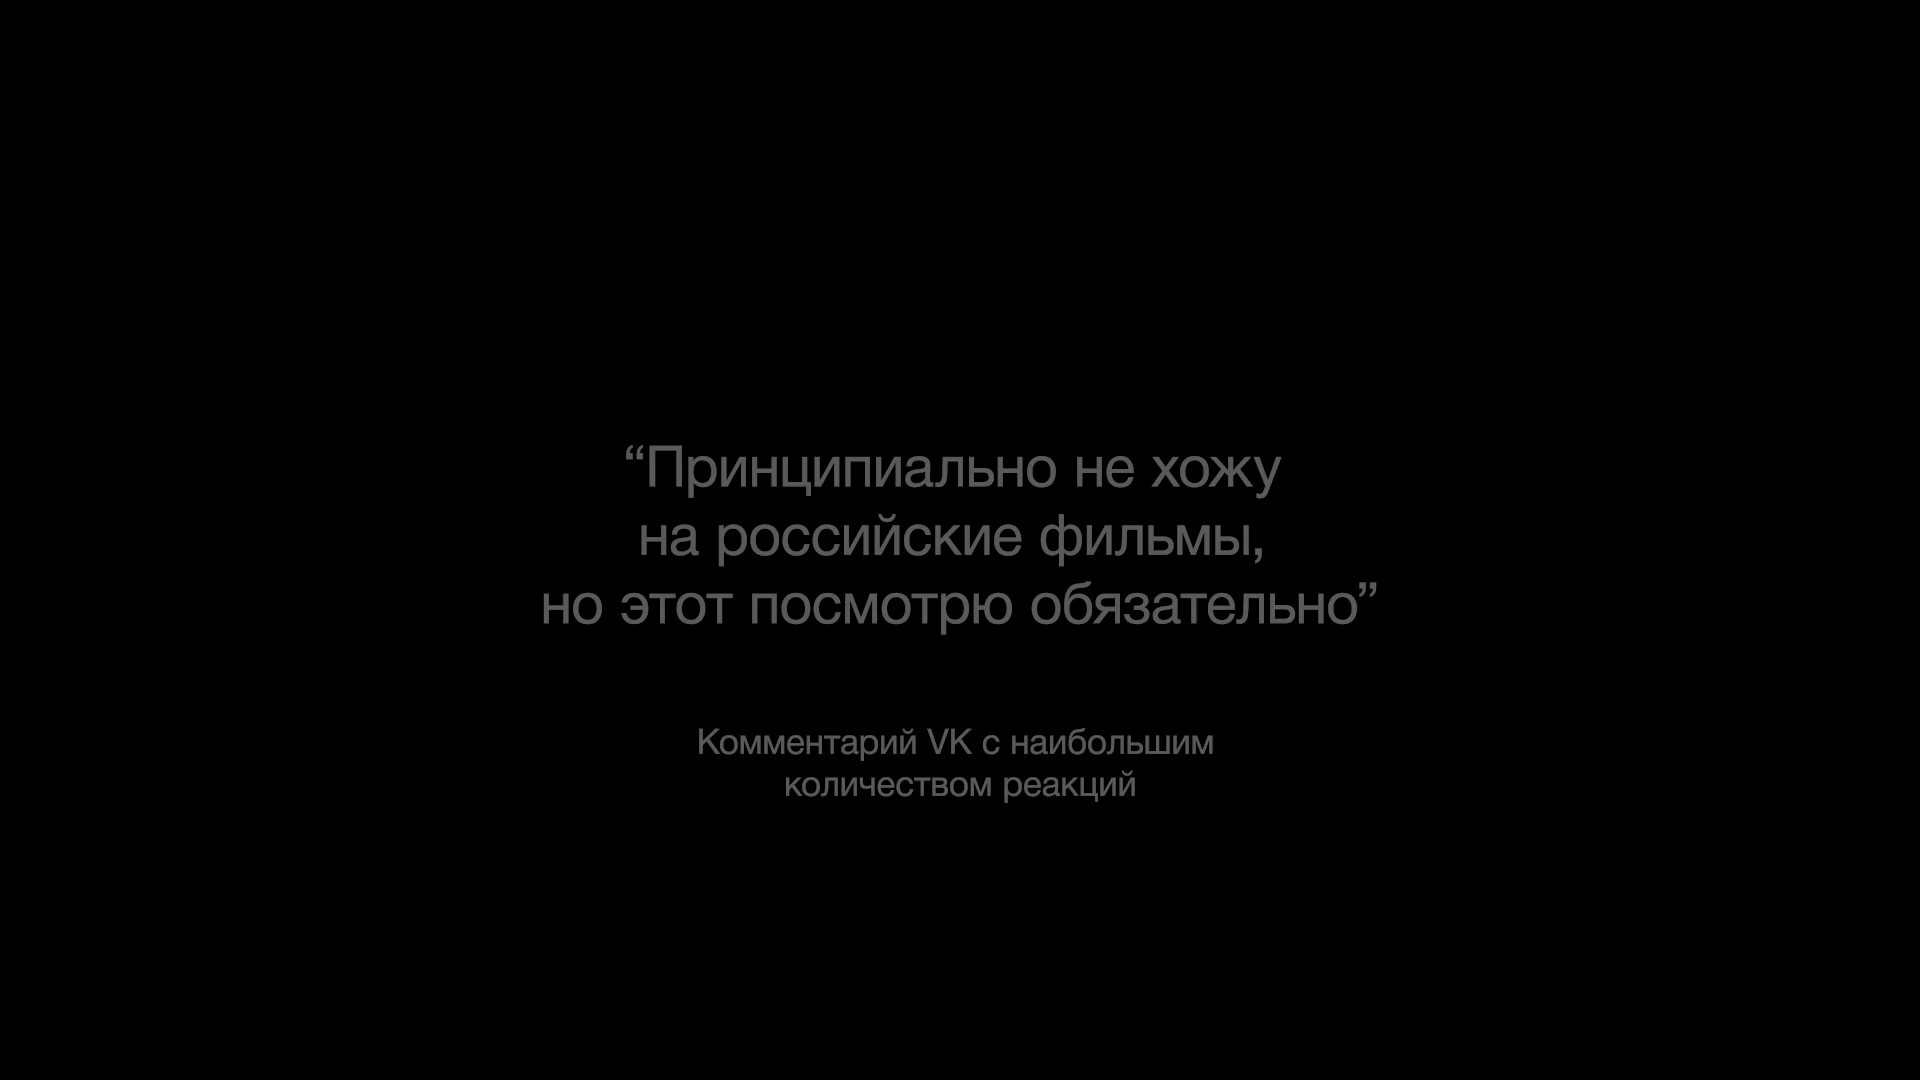 “Принципиально не хожу
на российские фильмы,
но этот посмотрю обязательно”
Комментарий VK с наибольшим
количеством реакций